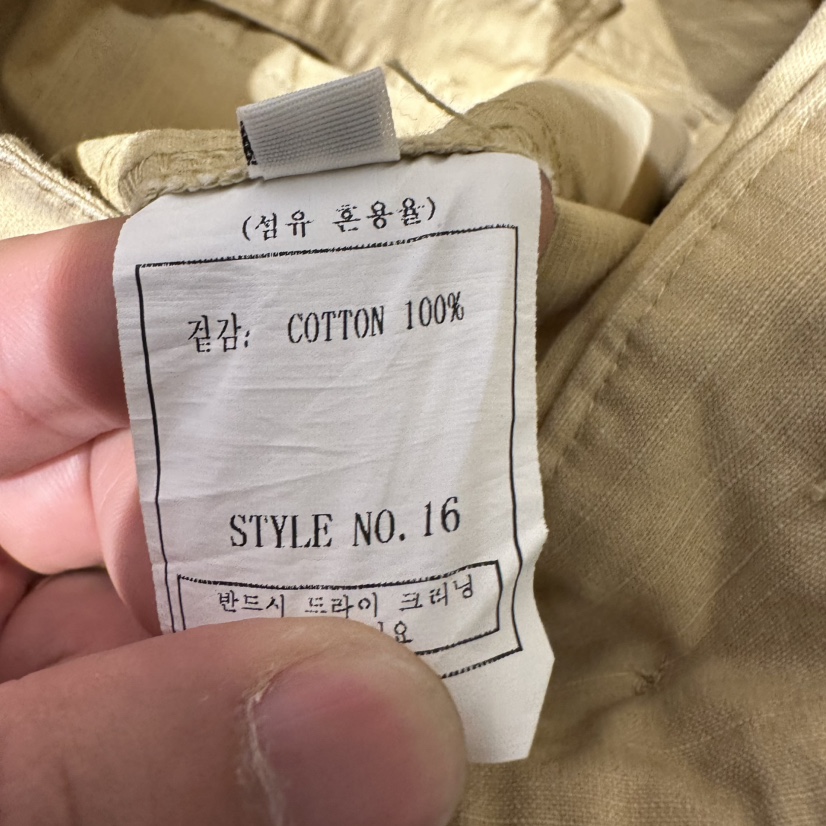 (섬유 혼용율)
겉감: COTTON 100%
STYLE NO. 16
반드시 드라이 크리닝
요